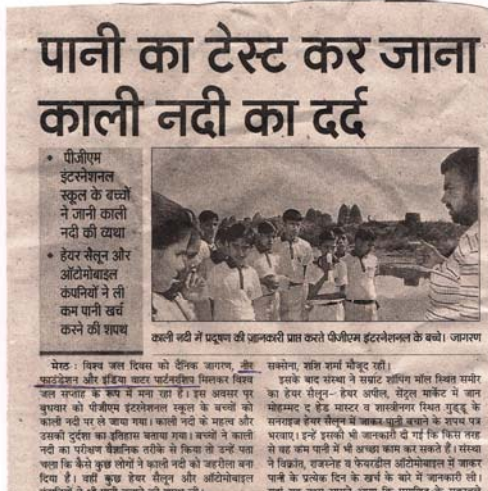 पानी का टेस्ट कर जाना
काली नदी का दर्द
• पीजीएम
इंटरनेशनल
स्कूल के बच्चों
ने जानी काली
नदी की व्यथा
• हेयर सैलून और
ऑटोमोबाइल
कंपनियों ने ली
कम पानी खर्च
करने की शपथ
काली नदी में प्रदूषण की जानकारी प्राप्त करते पीजीएम इंटरनेशनल के बच्चे। जागरण
मेरठः विश्व जल दिवस को दैनिक जागरण, नीर
फाउंडेशन और इंडिया वाटर पार्टनरशिप मिलकर विश्व
जल सप्ताह के रूप में मना रहा है। इस अवसर पर
बुधवार को पीजीएम इंटरनेशनल स्कूल के बच्चों को
काली नदी पर ले जाया गया। काली नदी के महत्व और
उसकी दुर्दशा का इतिहास बताया गया। बच्चों ने काली
नदी का परीक्षण वैज्ञानिक तरीके से किया तो उन्हें पता
चला कि कैसे कुछ लोगों ने काली नदी को जहरीला बना
दिया है। वहीं कुछ हेयर सैलून और ऑटोमोबाइल
सक्सेना, शशि शर्मा मौजूद रहीं।
इसके बाद संस्था ने सम्राट शॉपिंग मॉल स्थित समीर
का हेयर सैलून- हेयर अपील, सेंट्रल मार्केट में जान
मोहम्मद द हेड मास्टर व शास्त्रीनगर स्थित गुड्डू के
सनराइज हेयर सैलून में जाकर पानी बचाने के शपथ पत्र
भरवाए। इन्हें इसकी भी जानकारी दी गई कि किस तरह
से वह कम पानी में भी अच्छा काम कर सकते हैं। संस्था
ने विक्रांत, राजस्नेह व फेयरडील ऑटोमोबाइल में जाकर
पानी के प्रत्येक दिन के खर्च के बारे में जानकारी ली।